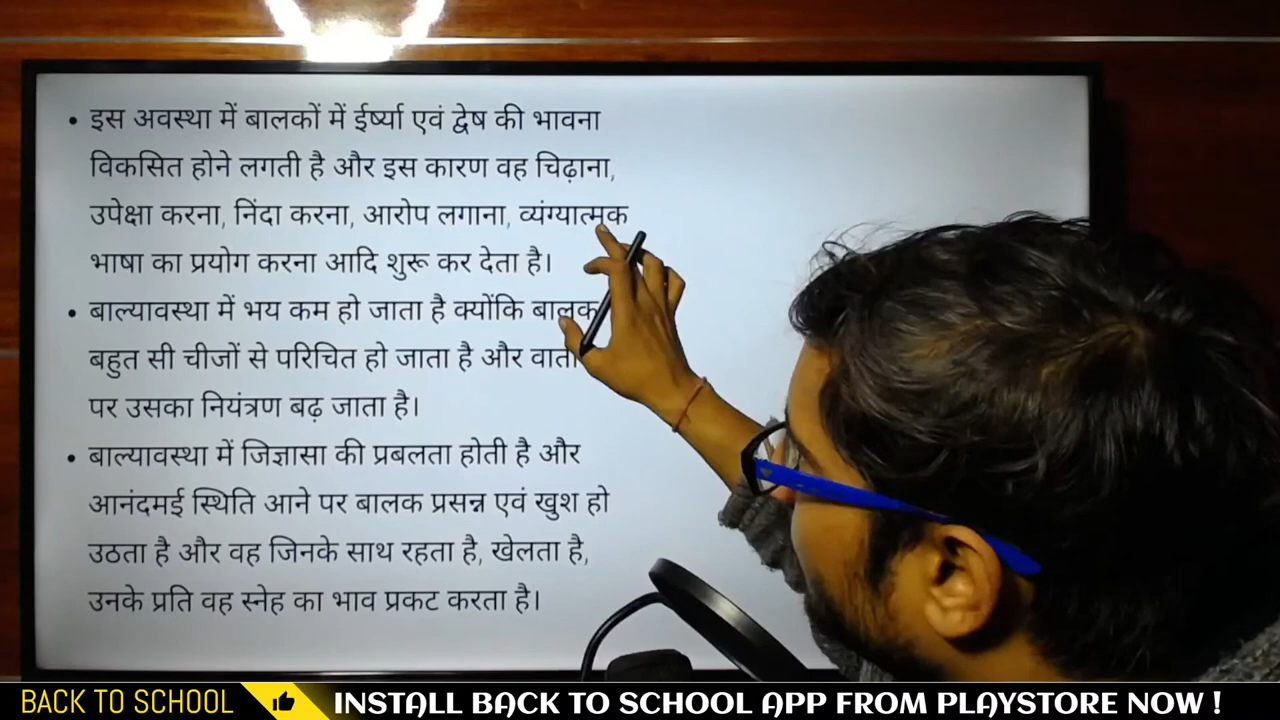 • इस अवस्था में बालकों में ईर्ष्या एवं द्वेष की भावना
विकसित होने लगती है और इस कारण वह चिढ़ाना,
उपेक्षा करना, निंदा करना, आरोप लगाना, व्यंग्यात्मक
भाषा का प्रयोग करना आदि शुरू कर देता है।
• बाल्यावस्था में भय कम हो जाता है क्योंकि बालक
बहुत सी चीजों से परिचित हो जाता है और
पर उसका नियंत्रण बढ़ जाता है।
• बाल्यावस्था में जिज्ञासा की प्रबलता होती है और
आनंदमई स्थिति आने पर बालक प्रसन्न एवं खुश हो
उठता है और वह जिनके साथ रहता है, खेलता है,
उनके प्रति वह स्नेह का भाव प्रकट करता है।
BACK TO SCHOOL INSTALL BACK TO SCHOOL APP FROM PLAYSTORE NOW !